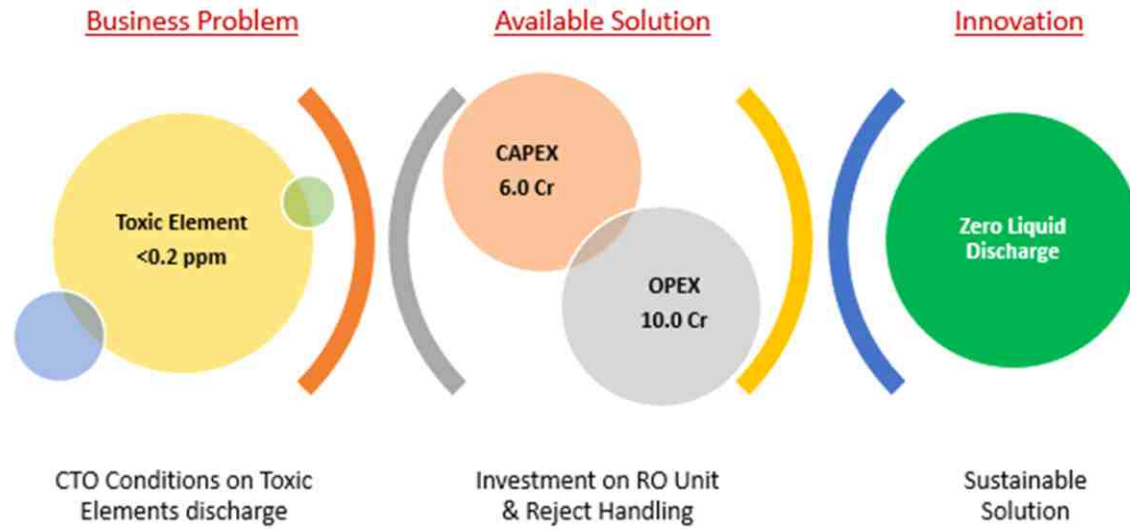 Business Problem
Available Solution
Innovation
Toxic Element
<0.2 ppm
CAPEX
6.0 Cr
OPEX
10.0 Cr
Zero Liquid
Discharge
CTO Conditions on Toxic
Elements discharge
Investment on RO Unit
& Reject Handling
Sustainable
Solution